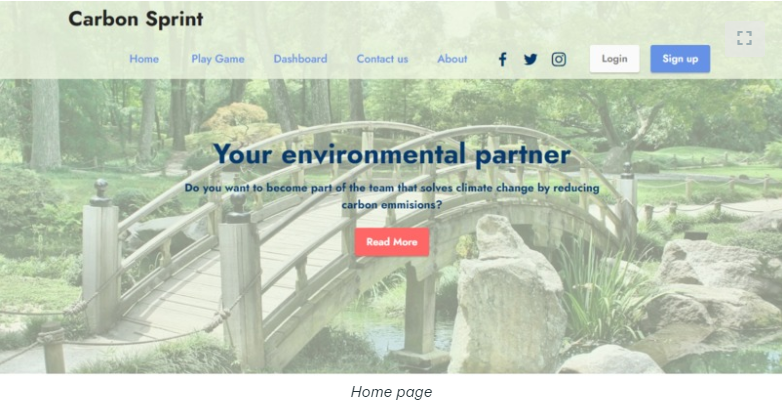 Carbon Sprint
Home Play Game Dashboard Contact us About Login Sign up
Your environmental partner
Do you want to become part of the team that solves climate change by reducing
carbon emmisions?
Read More
Home page